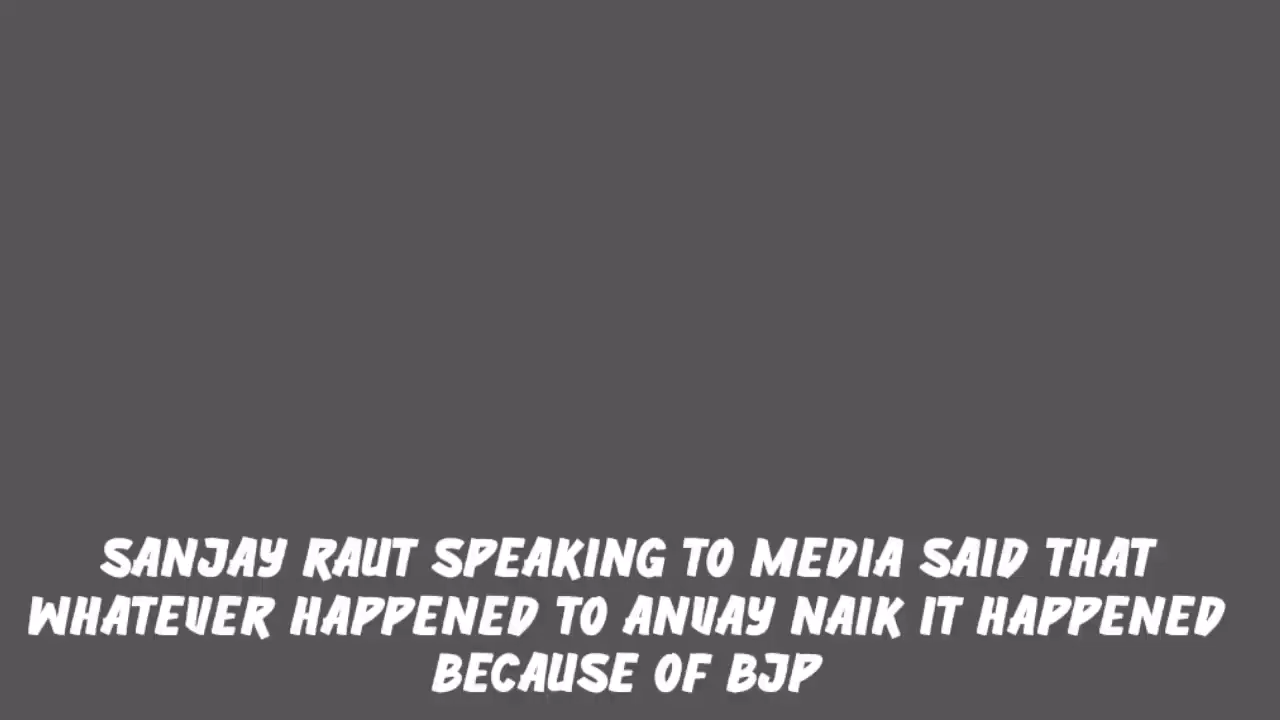 SANJAY RAUT SPEAKING TO MEDIA SAID THAT
WHATEVER HAPPENED TO ANVAY NAIK IT HAPPENED
BECAUSE OF BJP